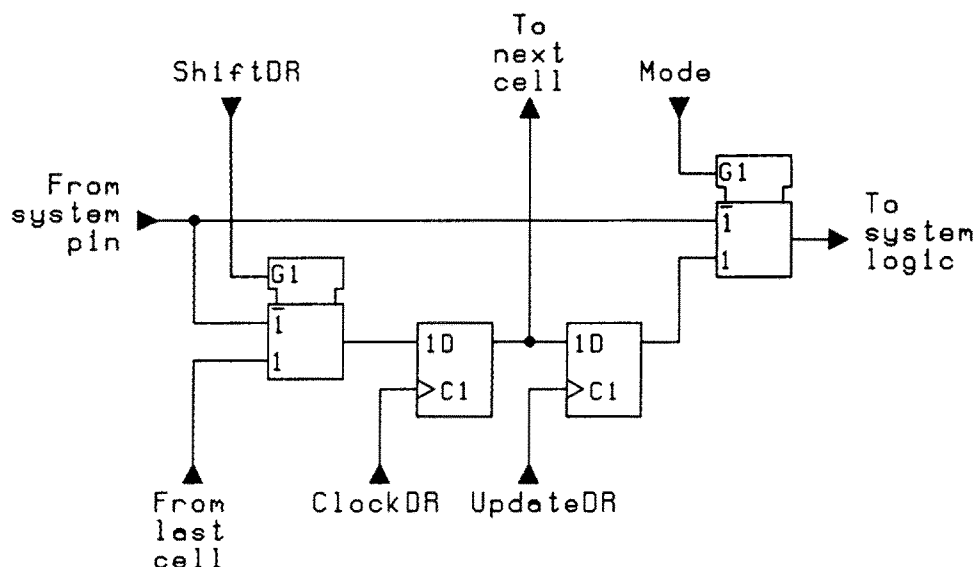 To
next
cell
ShiftDR
Mode
From
system
pin
G1
1
1
To
system
logic
G1
1
1
1D
C1
1D
C1
From
last
cell
ClockDR
UpdateDR